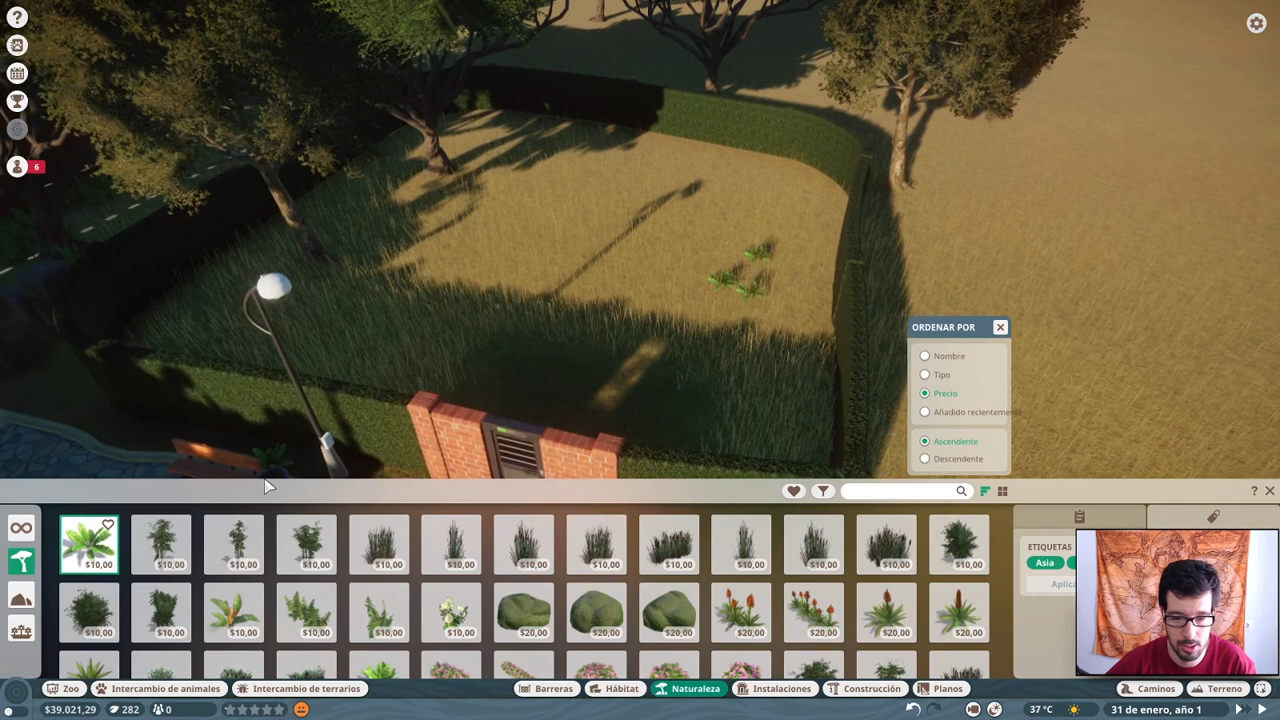 ?
6
ORDENAR POR
Nombre
Tipo
Precio
Añadido recientemente
Ascendente
Descendente
?
$10,00 $10,00 $10,00 $10,00 $10,00 $10,00 $10,00 $10,00 $10,00 $10,00 $10,00 $10,00 $10,00
$10,00 $10,00 $10,00 $10,00 $10,00 $10,00 $20,00 $20,00 $20,00 $20,00 $20,00 $20,00 $20,00
ETIQUETAS
Asia
Zoo Intercambio de animales Intercambio de terrarios Barreras Hábitat Naturaleza Instalaciones Construcción Planos Caminos Terreno
$39.021,29 282 0 37 °C 31 de enero, año 1